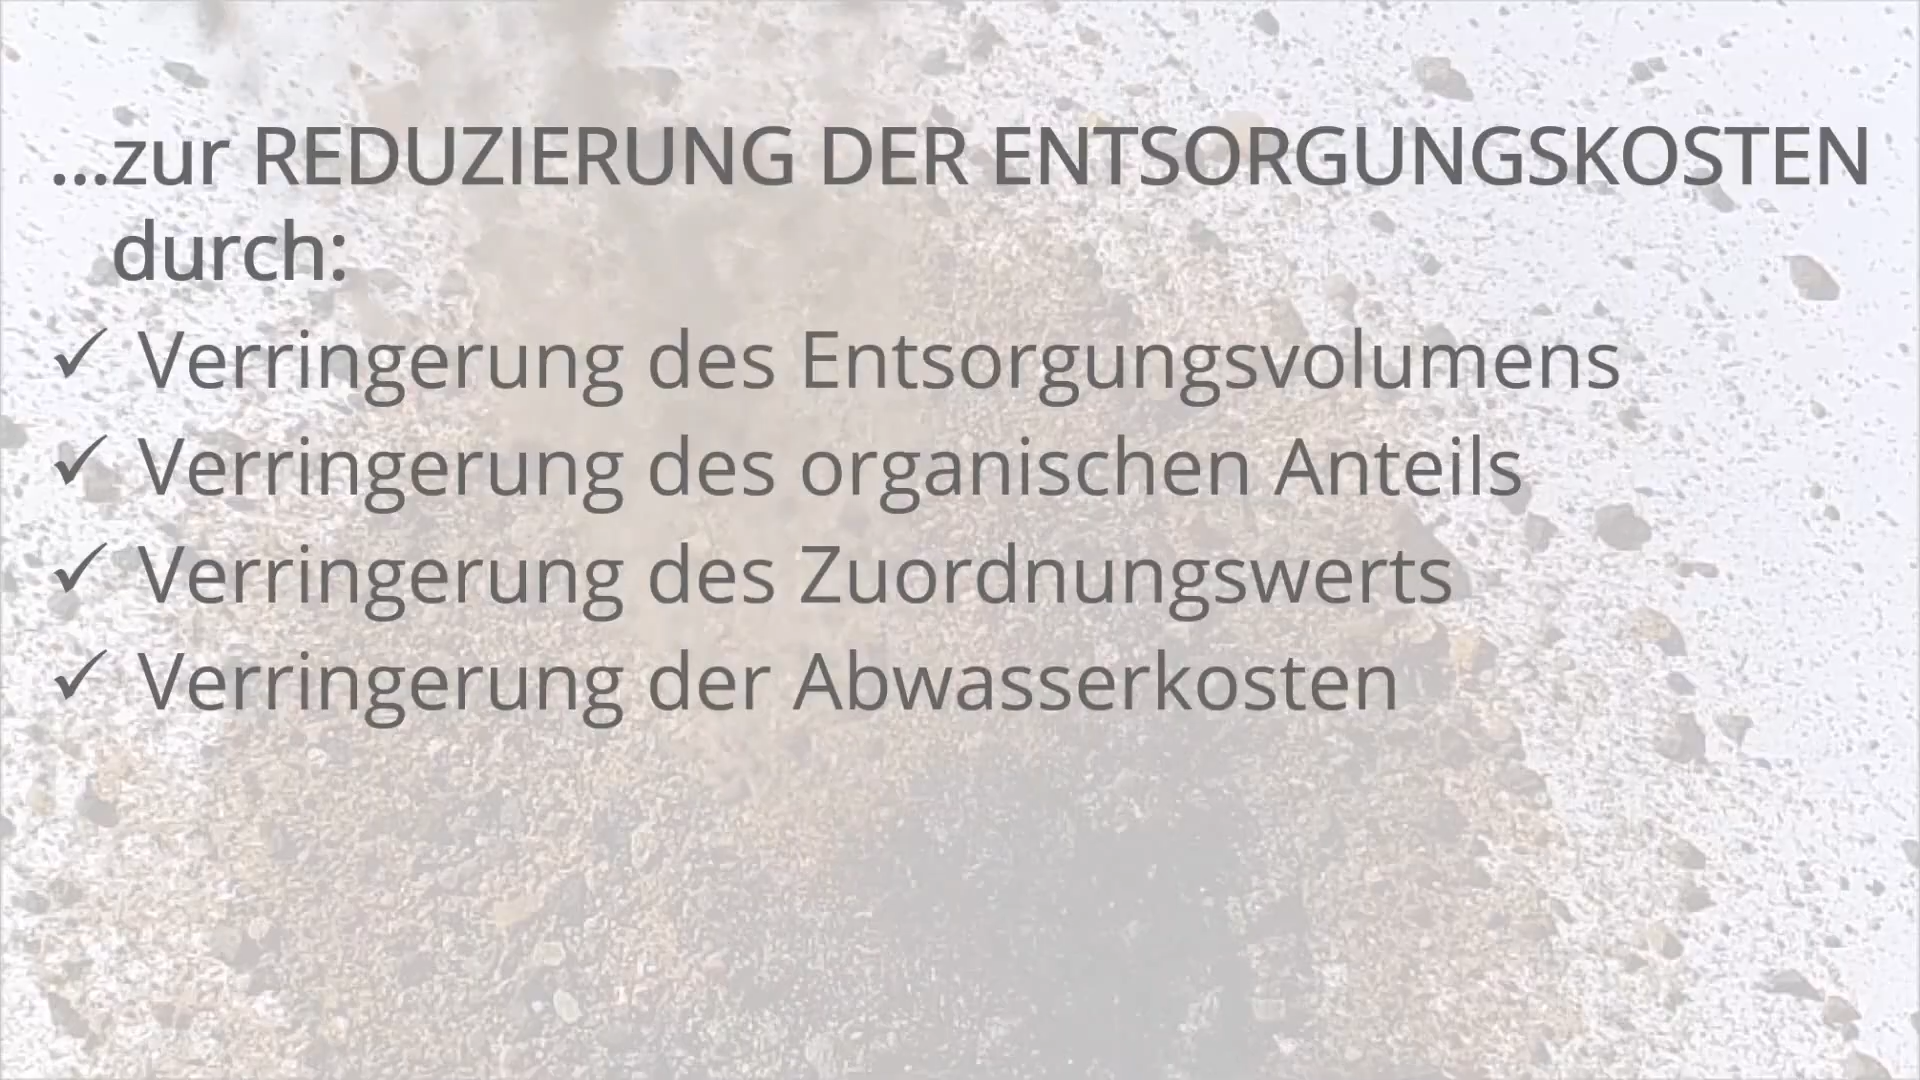 ...zur REDUZIERUNG DER ENTSORGUNGSKOSTEN
durch:
✓ Verringerung des Entsorgungsvolumens
✓ Verringerung des organischen Anteils
✓ Verringerung des Zuordnungswerts
✓ Verringerung der Abwasserkosten